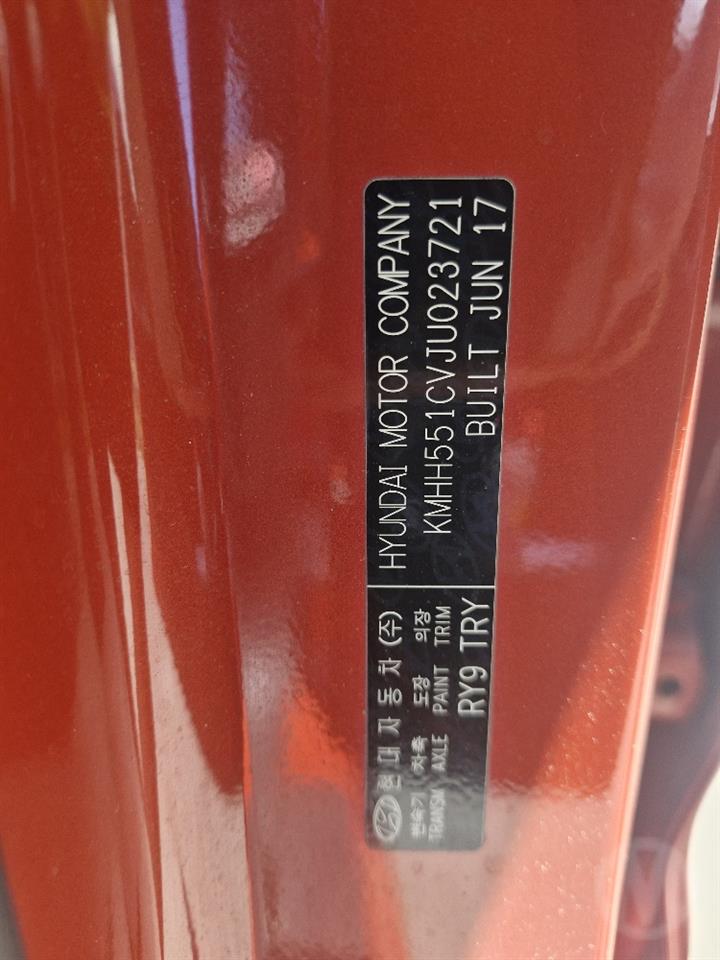 현대자동차(주) HYUNDAI MOTOR COMPANY
변속기 차축 도장 의장 KMHH551CVJU023721
TRANSM AXLE PAINT TRIM
RY9 TRY BUILT JUN 17